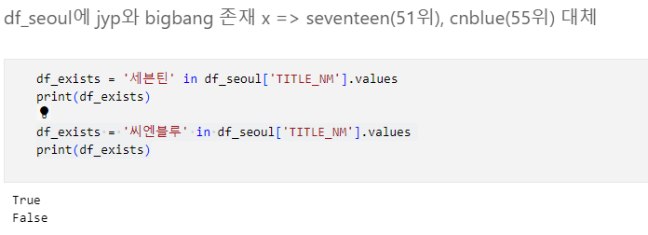 df_seoul에 jyp와 bigbang 존재 x => seventeen(51위), cnblue(55위) 대체
df_exists = '세븐틴' in df_seoul['TITLE_NM'].values
print(df_exists)
df_exists = '씨엔블루' in df_seoul['TITLE_NM'].values
print(df_exists)
True
False